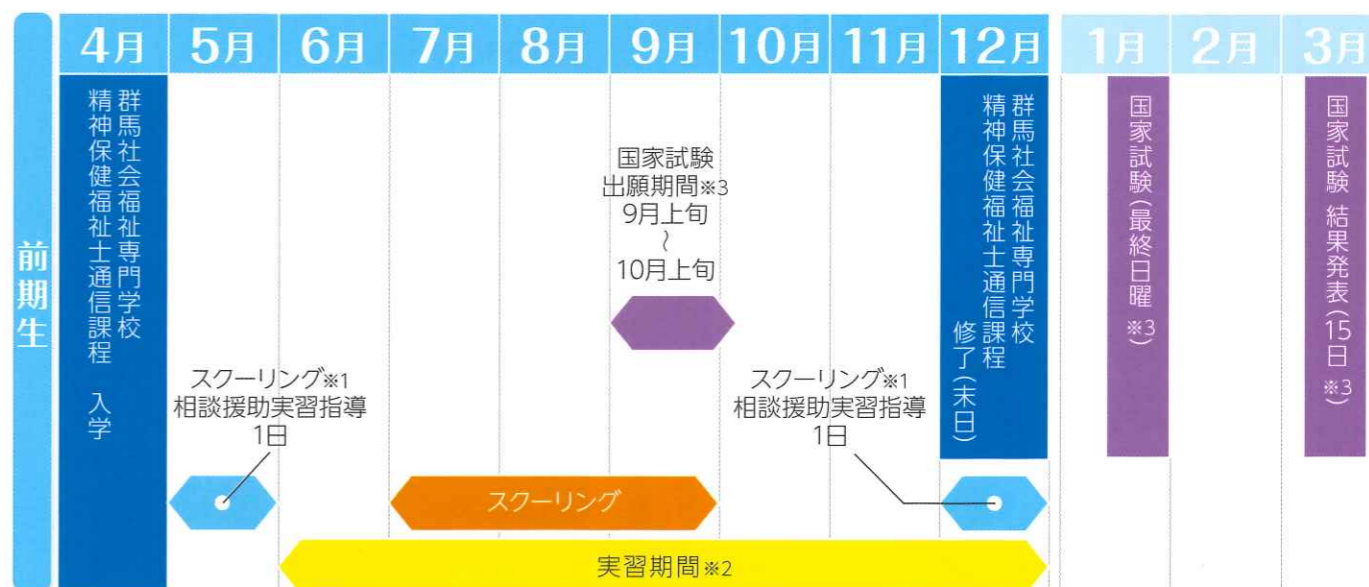 前期生
4月 5月 6月 7月 8月 9月 10月 11月 12月 1月 2月 3月
群馬社会福祉専門学校
精神保健福祉士通信課程 入学
スクーリング※1
相談援助実習指導
1日
国家試験
出願期間※3
9月上旬
〜
10月上旬
スクーリング※1
相談援助実習指導
1日
群馬社会福祉専門学校
精神保健福祉士通信課程
修了(末日)
国家試験(最終日曜 ※3)
国家試験 結果発表(15日 ※3)
スクーリング
実習期間※2